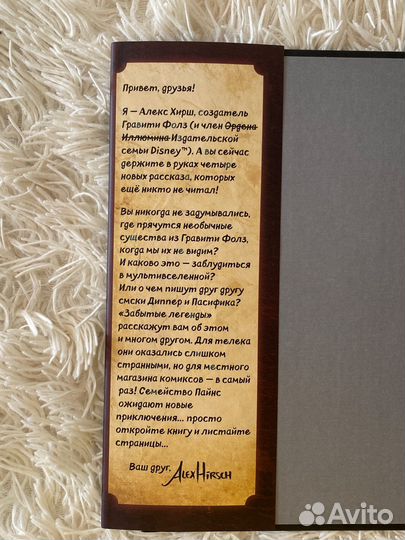 Привет, друзья!
Я — Алекс Хирш, создатель
Гравити Фолз (и член Ордена
Иллюмина Издательской
семьи Disney™). А вы сейчас
держите в руках четыре
новых рассказа, которых
ещё никто не читал!
Вы никогда не задумывались,
где прячутся необычные
существа из Гравити Фолз,
когда мы их не видим?
И каково это — заблудиться
в мультивселенной?
Или о чем пишут друг другу
смски Диппер и Пасифика?
«Забытые легенды»
расскажут вам об этом
и многом другом. Для телека
они оказались слишком
странными, но для местного
магазина комиксов — в самый
раз! Семейство Пайнс
ожидают новые
приключения... просто
откройте книгу и листайте
страницы...
Ваш друг, ALEX HIRSCH
Avito